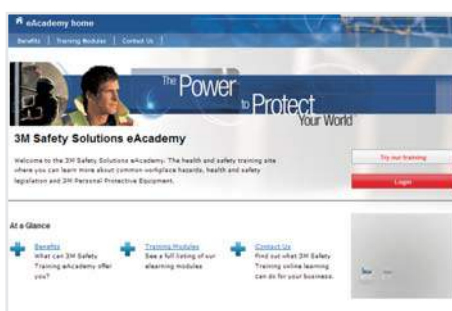 eAcademy home
Benefits | Training Modules | Contact Us |
The Power to Protect Your World
3M Safety Solutions eAcademy
Welcome to the 3M Safety Solutions eAcademy. The health and safety training site
where you can learn more about common workplace hazards, health and safety
legislation and 3M Personal Protective Equipment.
Try our training
Login
At a Glance
Benefits
What can 3M Safety
Training eAcademy offer
you?
Training Modules
See a full listing of our
elearning modules
Contact Us
Find out what 3M Safety
Training online learning
can do for your business.